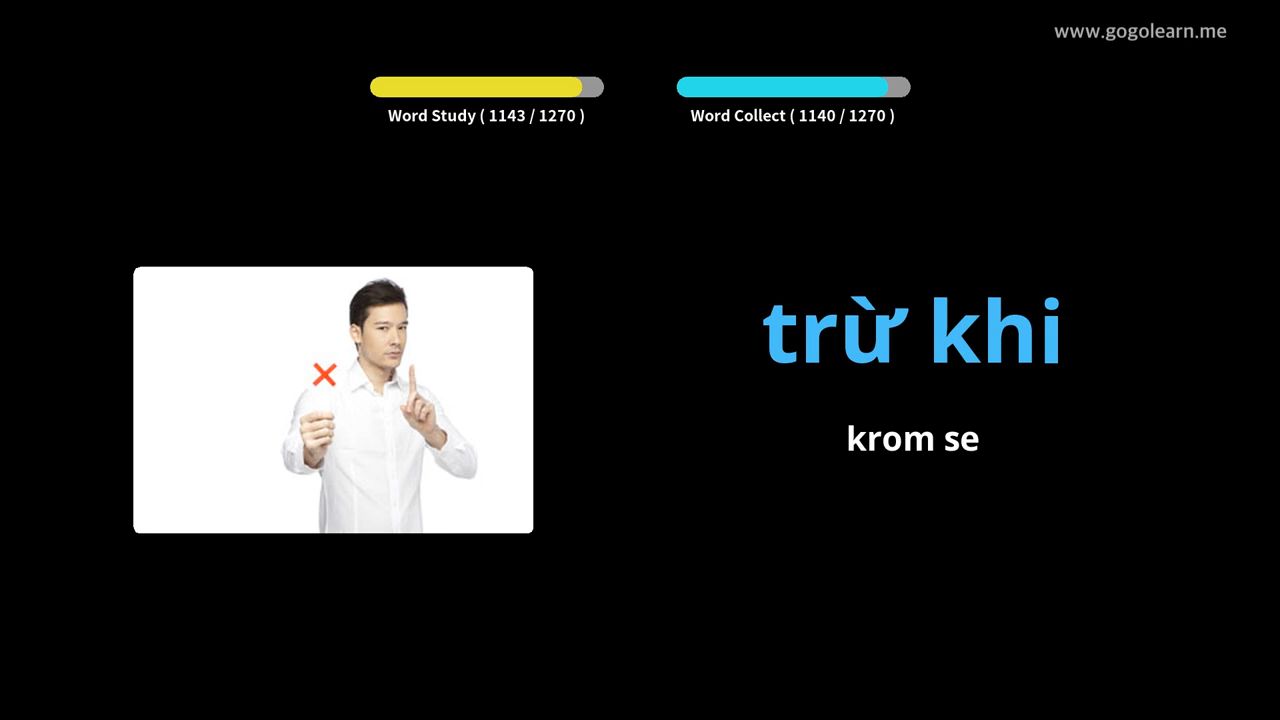 www.gogolearn.me
Word Study ( 1143 / 1270 )
Word Collect ( 1140 / 1270 )
trừ khi
krom se